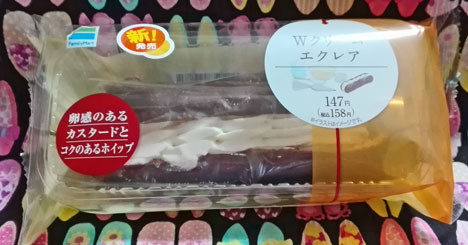 FamilyMart
新!
発売
Wクリーム
エクレア
147円
(税込158円)
卵感のある
カスタードと
コクのあるホイップ